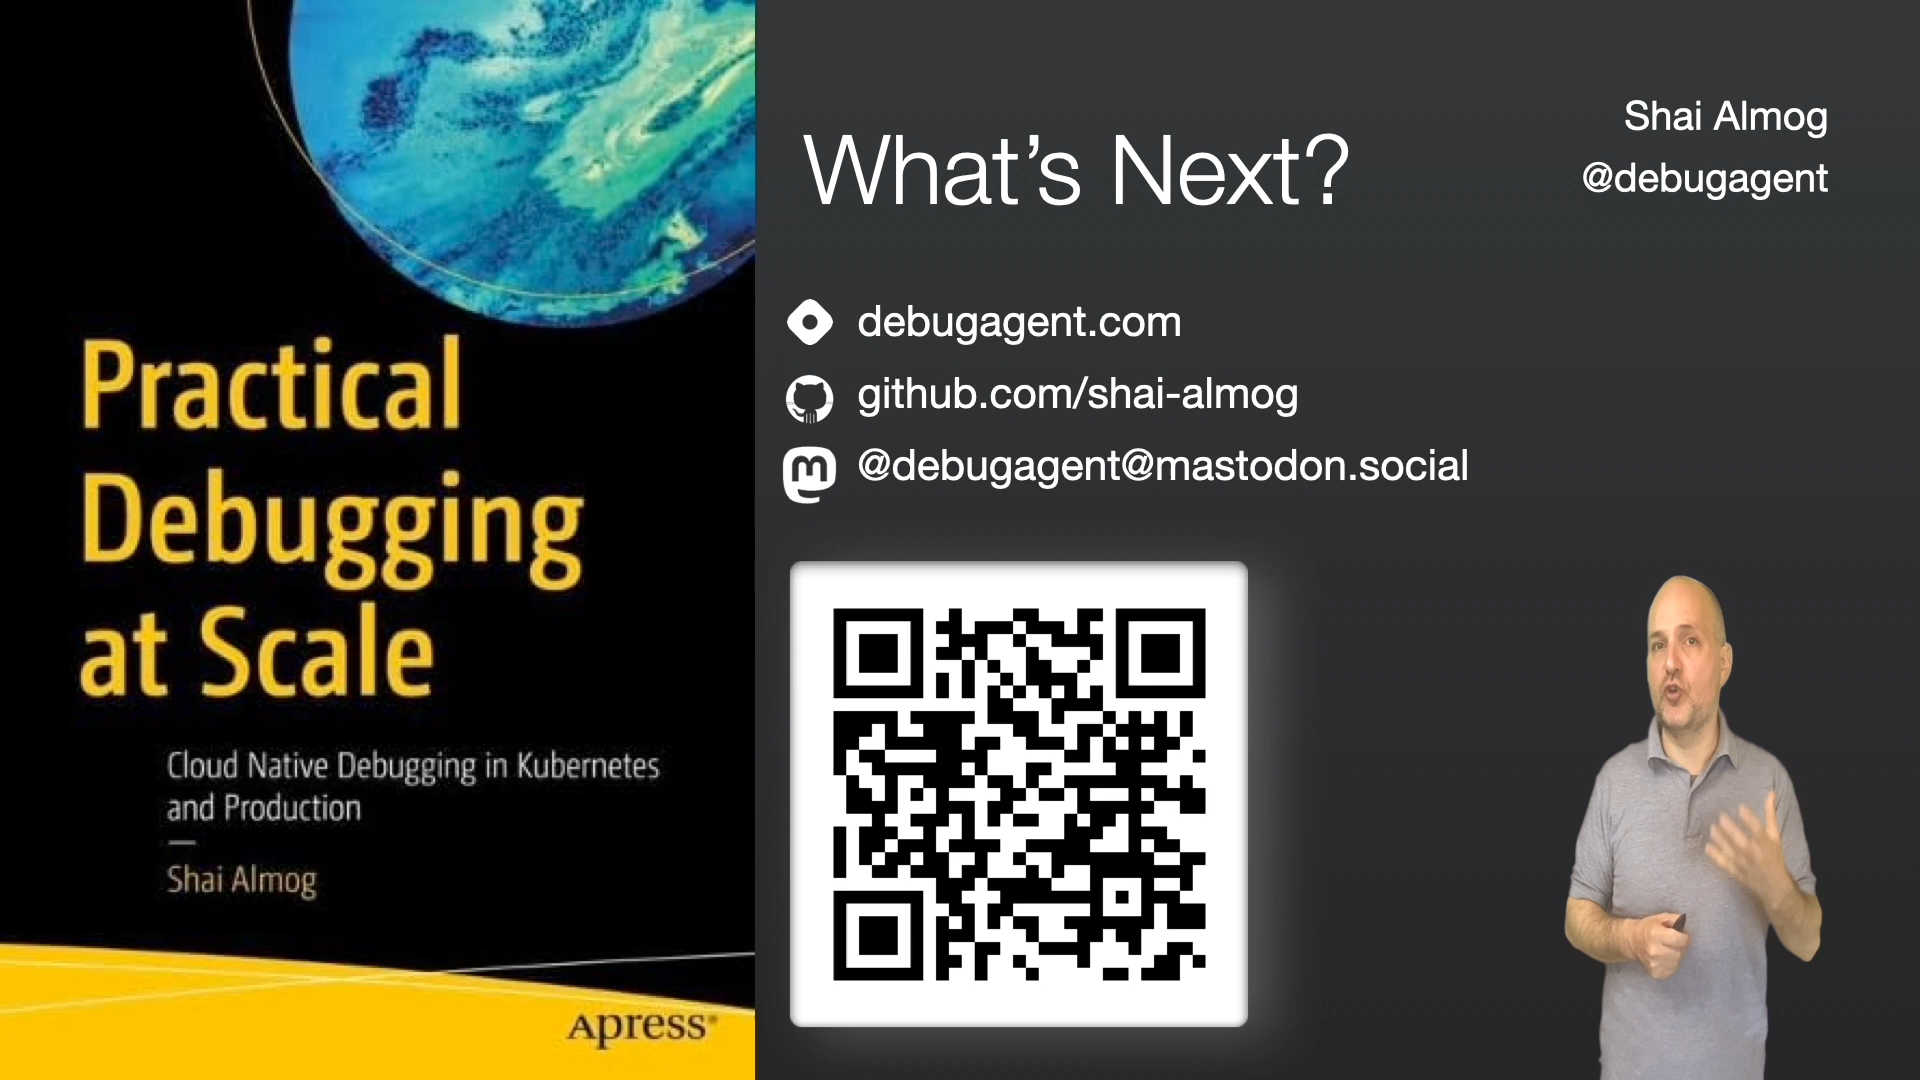 Practical
Debugging
at Scale
Cloud Native Debugging in Kubernetes
and Production
Shai Almog
Apress®
What’s Next?
Shai Almog
@debugagent
debugagent.com
github.com/shai-almog
@debugagent@mastodon.social